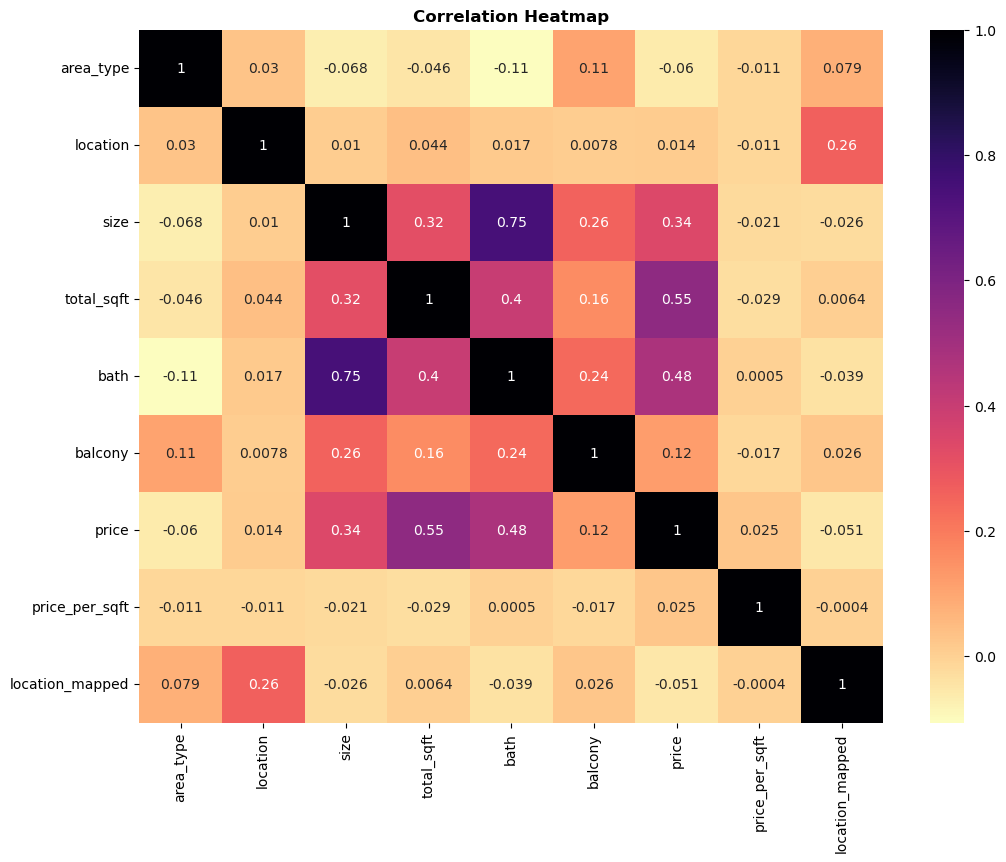 Correlation Heatmap
area_type 1 0.03 -0.068 -0.046 -0.11 0.11 -0.06 -0.011 0.079
location 0.03 1 0.01 0.044 0.017 0.0078 0.014 -0.011 0.26
size -0.068 0.01 1 0.32 0.75 0.26 0.34 -0.021 -0.026
total_sqft -0.046 0.044 0.32 1 0.4 0.16 0.55 -0.029 0.0064
bath -0.11 0.017 0.75 0.4 1 0.24 0.48 0.0005 -0.039
balcony 0.11 0.0078 0.26 0.16 0.24 1 0.12 -0.017 0.026
price -0.06 0.014 0.34 0.55 0.48 0.12 1 0.025 -0.051
price_per_sqft -0.011 -0.011 -0.021 -0.029 0.0005 -0.017 0.025 1 -0.0004
location_mapped 0.079 0.26 -0.026 0.0064 -0.039 0.026 -0.051 -0.0004 1
area_type location size total_sqft bath balcony price price_per_sqft location_mapped
1.0
0.8
0.6
0.4
0.2
0.0